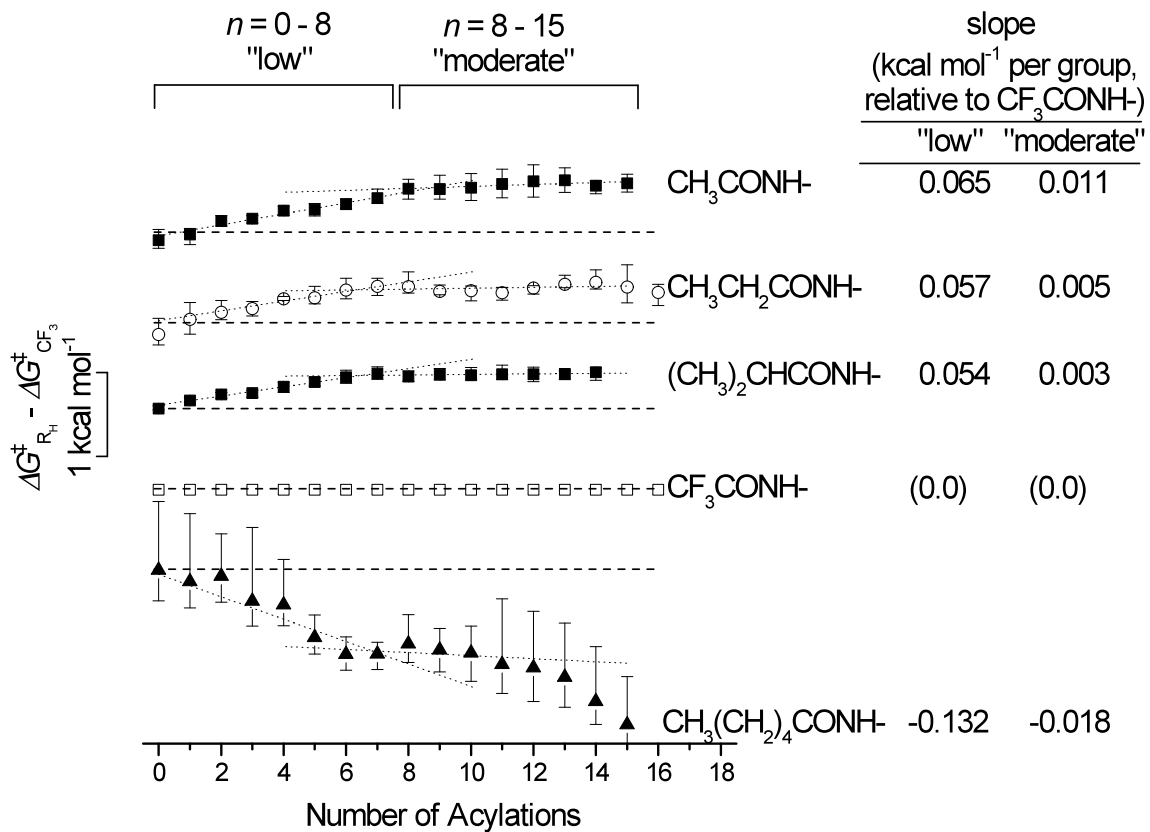 n = 0 - 8
"low"
n = 8 - 15
"moderate"
slope
(kcal mol⁻¹ per group,
relative to CF₃CONH-)
"low" "moderate"
CH₃CONH- 0.065 0.011
CH₃CH₂CONH- 0.057 0.005
(CH₃)₂CHCONH- 0.054 0.003
CF₃CONH- (0.0) (0.0)
CH₃(CH₂)₄CONH- -0.132 -0.018
ΔG‡R_H - ΔG‡CF₃
1 kcal mol⁻¹
0 2 4 6 8 10 12 14 16 18
Number of Acylations